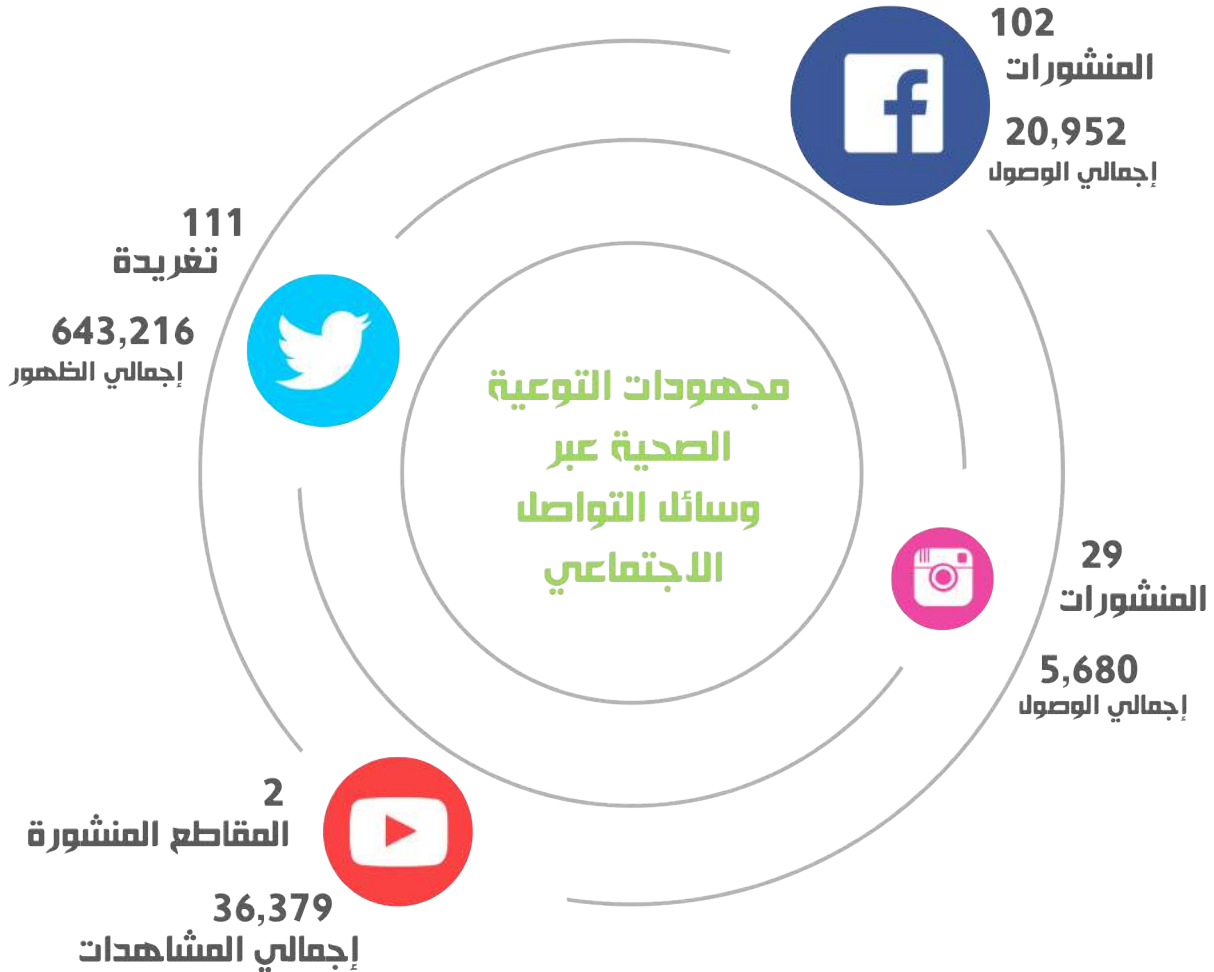 102
المنشورات
20,952
إجمالي الوصول
111
تغريدة
643,216
إجمالي الظهور
مجهودات التوعية
الصحية عبر
وسائل التواصل
الاجتماعي
29
المنشورات
5,680
إجمالي الوصول
2
المقاطع المنشورة
36,379
إجمالي المشاهدات